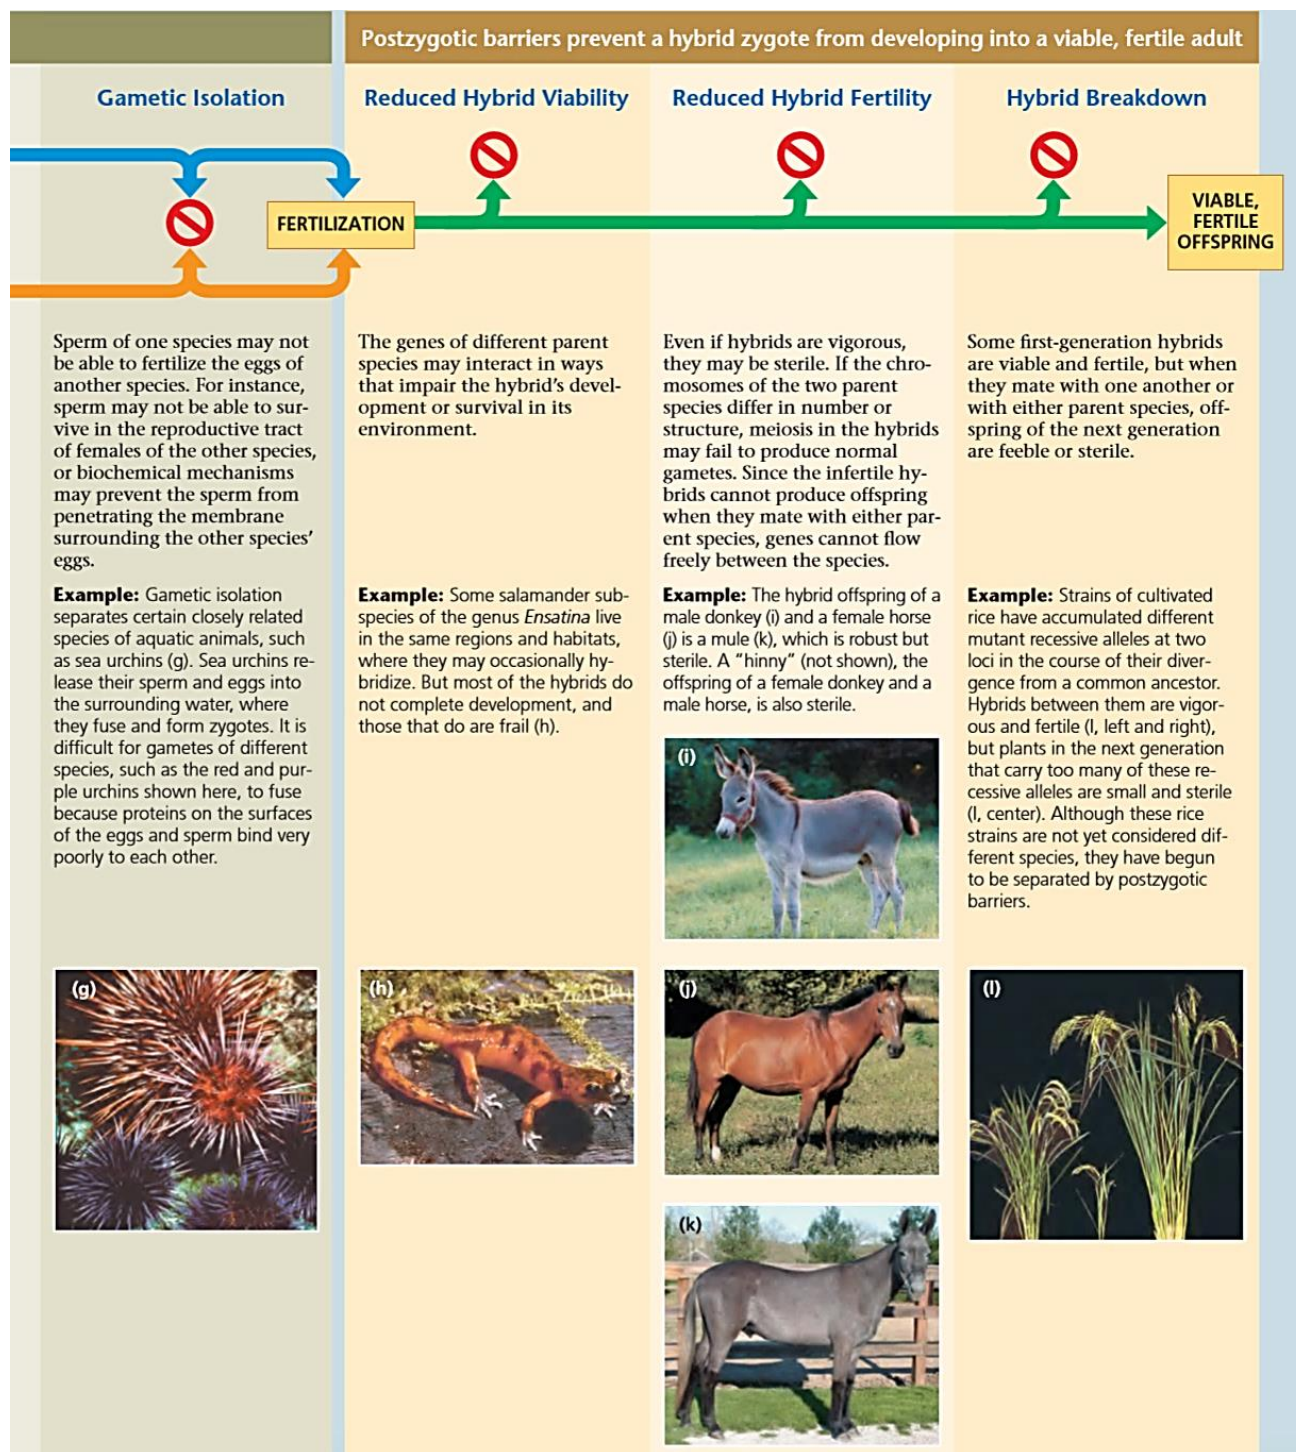 Postzygotic barriers prevent a hybrid zygote from developing into a viable, fertile adult
Gametic Isolation
Reduced Hybrid Viability
Reduced Hybrid Fertility
Hybrid Breakdown
FERTILIZATION
VIABLE,
FERTILE
OFFSPRING
Sperm of one species may not
be able to fertilize the eggs of
another species. For instance,
sperm may not be able to sur-
vive in the reproductive tract
of females of the other species,
or biochemical mechanisms
may prevent the sperm from
penetrating the membrane
surrounding the other species’
eggs.
Example: Gametic isolation
separates certain closely related
species of aquatic animals, such
as sea urchins (g). Sea urchins re-
lease their sperm and eggs into
the surrounding water, where
they fuse and form zygotes. It is
difficult for gametes of different
species, such as the red and pur-
ple urchins shown here, to fuse
because proteins on the surfaces
of the eggs and sperm bind very
poorly to each other.
(g)
The genes of different parent
species may interact in ways
that impair the hybrid’s devel-
opment or survival in its
environment.
Example: Some salamander sub-
species of the genus Ensatina live
in the same regions and habitats,
where they may occasionally hy-
bridize. But most of the hybrids do
not complete development, and
those that do are frail (h).
(h)
Even if hybrids are vigorous,
they may be sterile. If the chro-
mosomes of the two parent
species differ in number or
structure, meiosis in the hybrids
may fail to produce normal
gametes. Since the infertile hy-
brids cannot produce offspring
when they mate with either par-
ent species, genes cannot flow
freely between the species.
Example: The hybrid offspring of a
male donkey (i) and a female horse
(j) is a mule (k), which is robust but
sterile. A “hinny” (not shown), the
offspring of a female donkey and a
male horse, is also sterile.
(i)
(j)
(k)
Some first-generation hybrids
are viable and fertile, but when
they mate with one another or
with either parent species, off-
spring of the next generation
are feeble or sterile.
Example: Strains of cultivated
rice have accumulated different
mutant recessive alleles at two
loci in the course of their diver-
gence from a common ancestor.
Hybrids between them are vigor-
ous and fertile (l, left and right),
but plants in the next generation
that carry too many of these re-
cessive alleles are small and sterile
(l, center). Although these rice
strains are not yet considered dif-
ferent species, they have begun
to be separated by postzygotic
barriers.
(l)